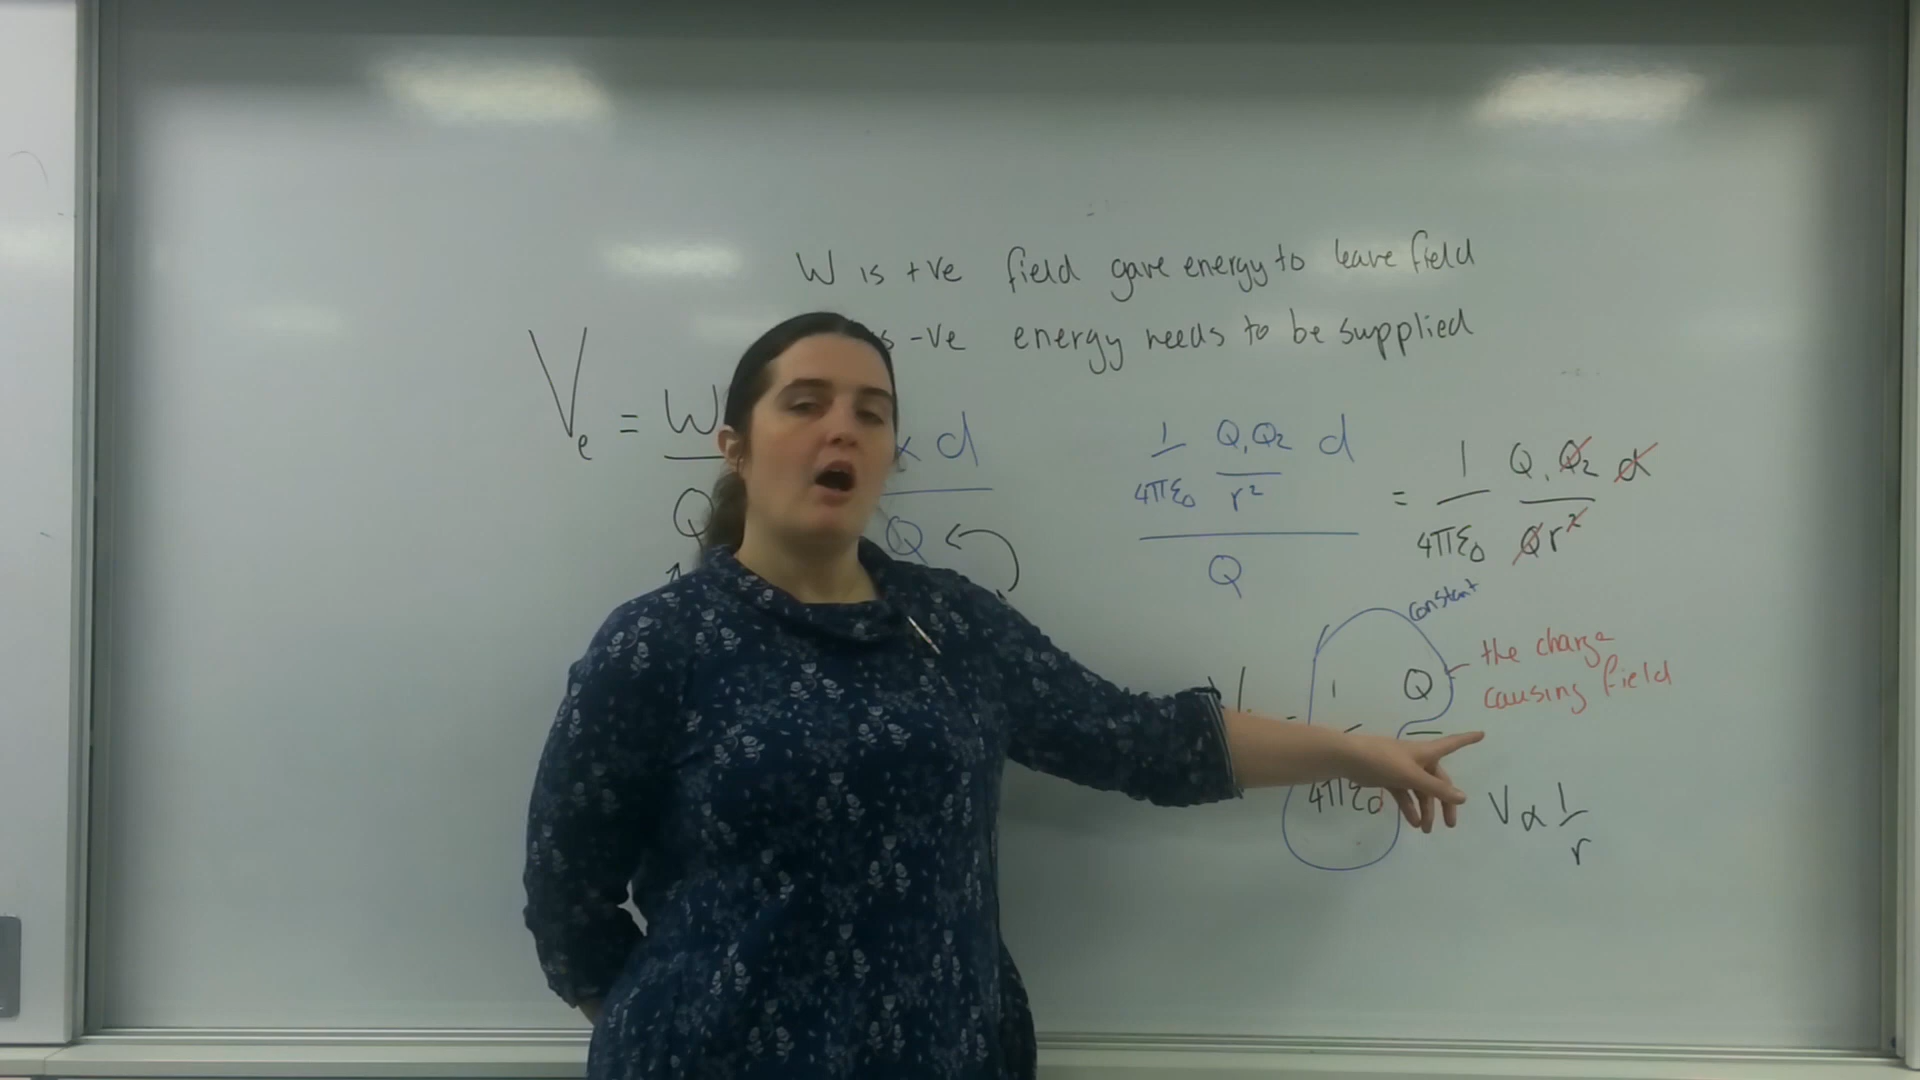 W is +ve field gave energy to leave field
s -ve energy needs to be supplied
Ve = W
Q
x d
Q
1 Q1Q2 d
4πε0 r²
Q
= 1 Q1 Q2 d
4πε0 Q r²
constant
the charge
causing field
1 Q
4πε0
V ∝ 1
r